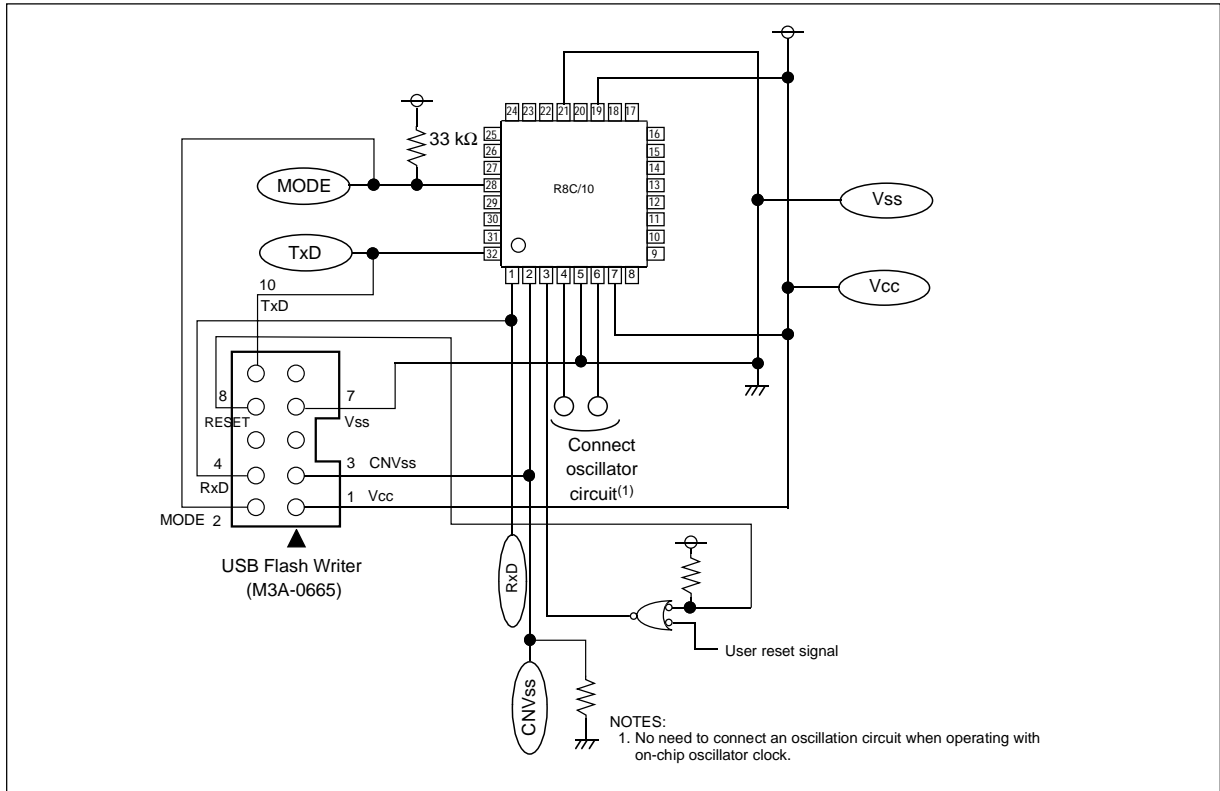 24 23 22 21 20 19 18 17
33 kΩ
25
26
27
28
29
30
31
32
16
15
14
13
12
11
10
9
R8C/10
MODE
TxD
Vss
Vcc
1 2 3 4 5 6 7 8
10
TxD
8
RESET
7
Vss
4
RxD
3 CNVss
1 Vcc
MODE 2
Connect
oscillator
circuit(1)
USB Flash Writer
(M3A-0665)
RxD
User reset signal
CNVss
NOTES:
1. No need to connect an oscillation circuit when operating with
on-chip oscillator clock.